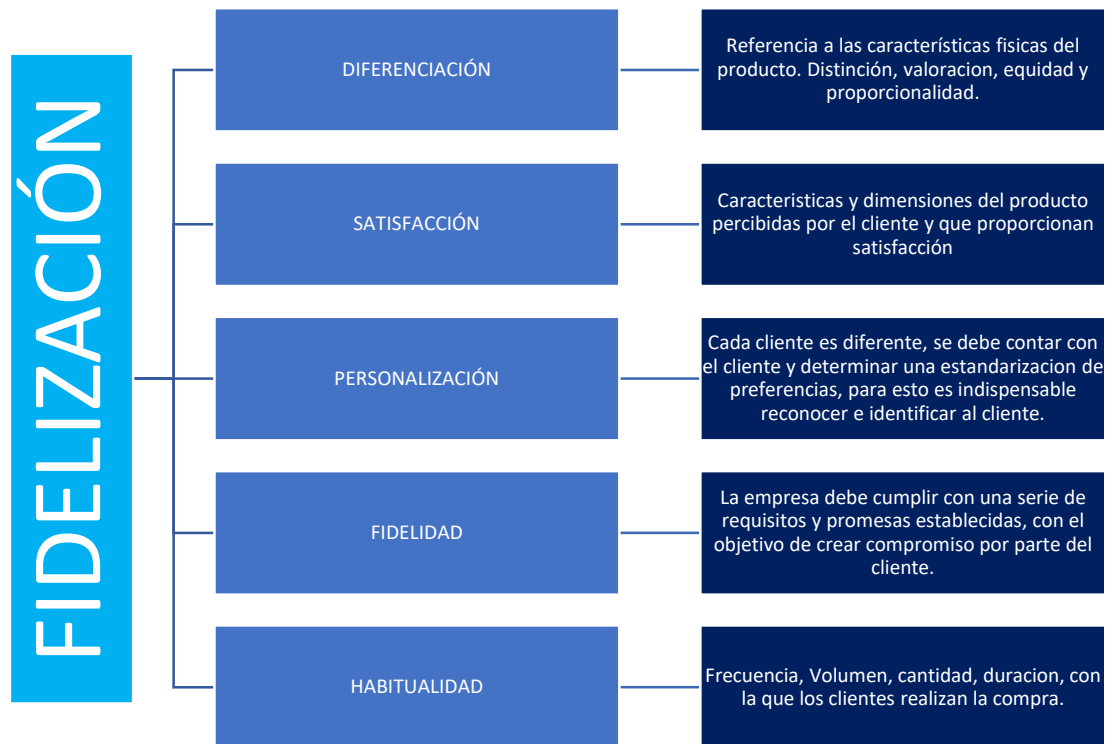 FIDELIZACIÓN
DIFERENCIACIÓN
Referencia a las características fisicas del
producto. Distinción, valoracion, equidad y
proporcionalidad.
SATISFACCIÓN
Caracteristicas y dimensiones del producto
percibidas por el cliente y que proporcionan
satisfacción
PERSONALIZACIÓN
Cada cliente es diferente, se debe contar con
el cliente y determinar una estandarizacion de
preferencias, para esto es indispensable
reconocer e identificar al cliente.
FIDELIDAD
La empresa debe cumplir con una serie de
requisitos y promesas establecidas, con el
objetivo de crear compromiso por parte del
cliente.
HABITUALIDAD
Frecuencia, Volumen, cantidad, duracion, con
la que los clientes realizan la compra.